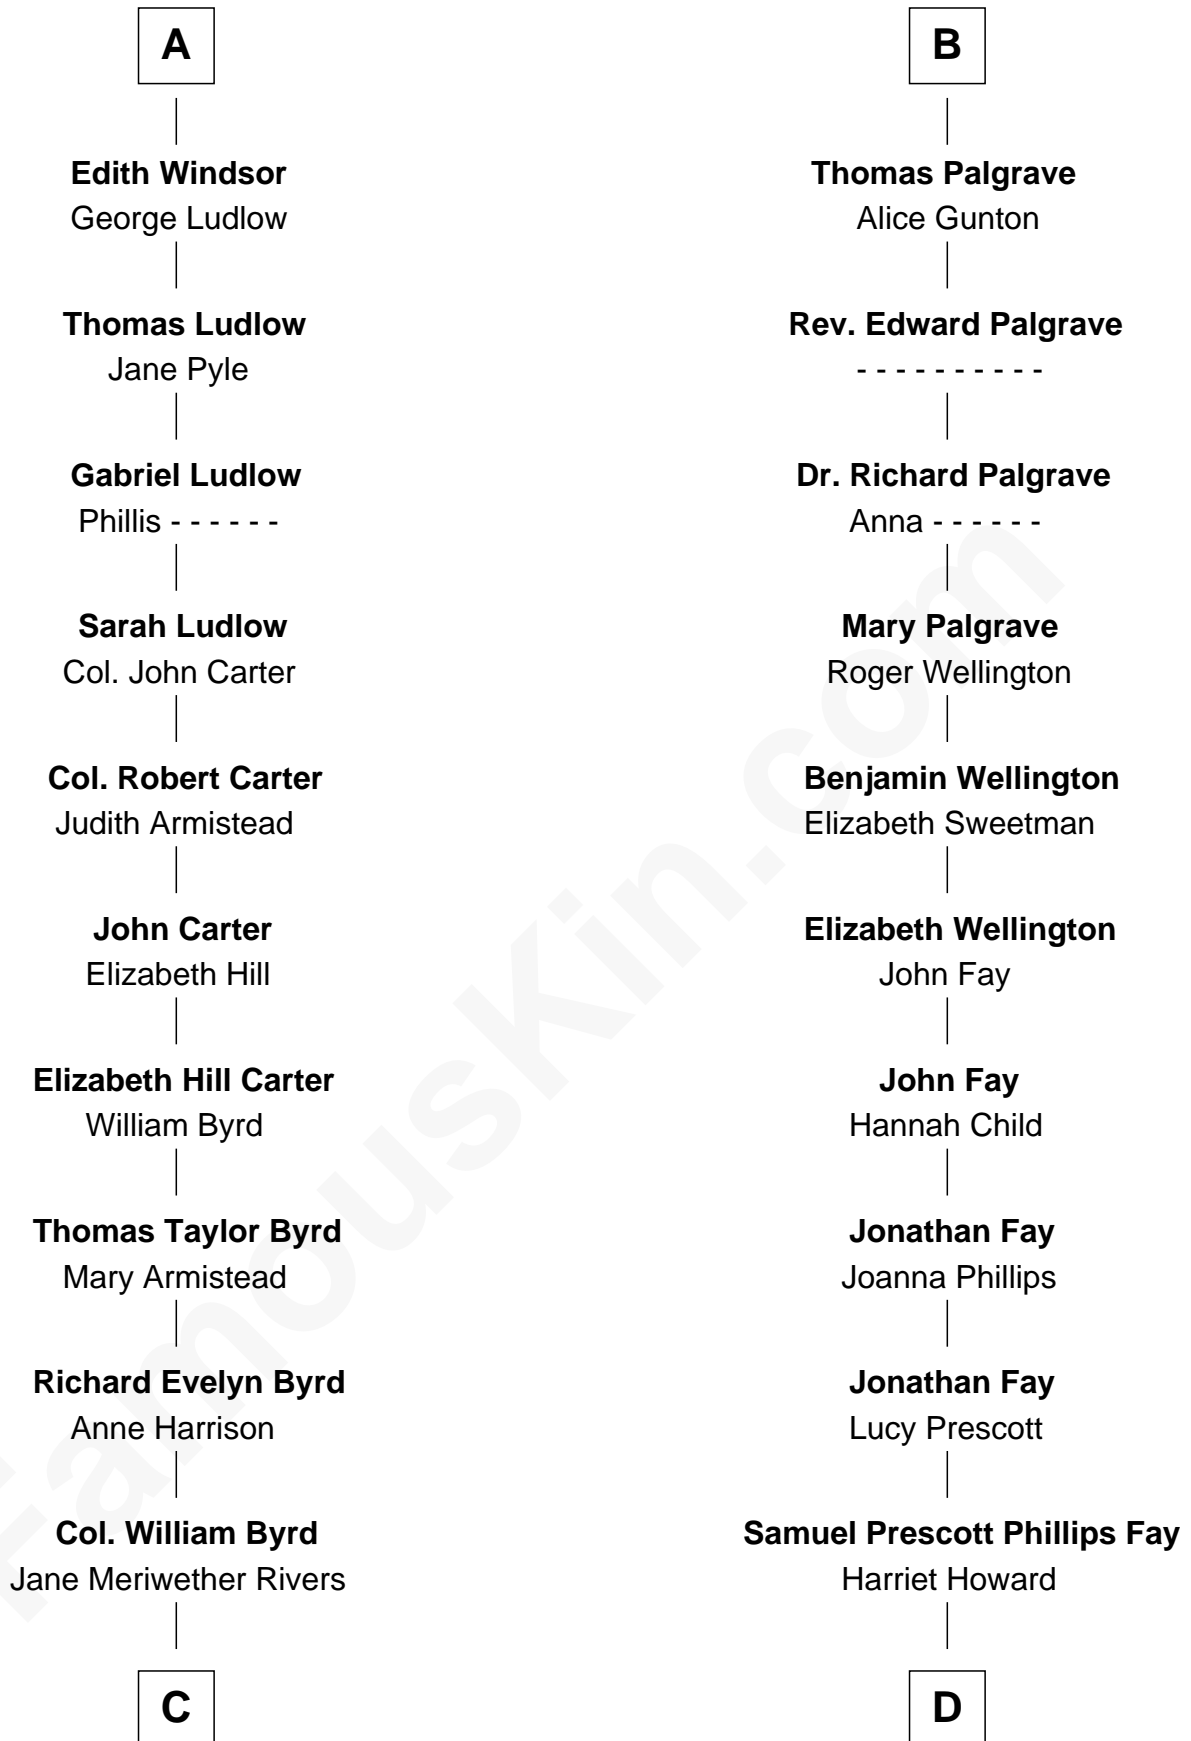 A
Edith Windsor
George Ludlow
Thomas Ludlow
Jane Pyle
Gabriel Ludlow
Phillis - - - - - -
Sarah Ludlow
Col. John Carter
Col. Robert Carter
Judith Armistead
John Carter
Elizabeth Hill
Elizabeth Hill Carter
William Byrd
Thomas Taylor Byrd
Mary Armistead
Richard Evelyn Byrd
Anne Harrison
Col. William Byrd
Jane Meriwether Rivers
C
B
Thomas Palgrave
Alice Gunton
Rev. Edward Palgrave
- - - - - - - - - -
Dr. Richard Palgrave
Anna - - - - - -
Mary Palgrave
Roger Wellington
Benjamin Wellington
Elizabeth Sweetman
Elizabeth Wellington
John Fay
John Fay
Hannah Child
Jonathan Fay
Joanna Phillips
Jonathan Fay
Lucy Prescott
Samuel Prescott Phillips Fay
Harriet Howard
D
FamousKin.com